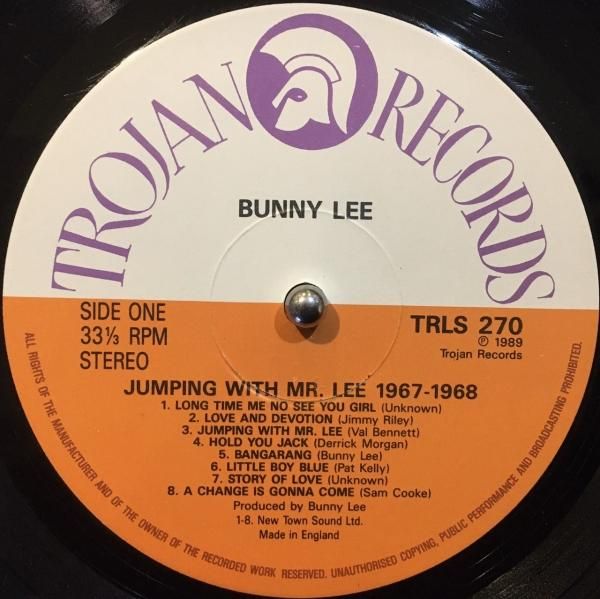 TROJAN RECORDS
BUNNY LEE
SIDE ONE
33⅓ RPM
STEREO
TRLS 270
℗ 1989
Trojan Records
JUMPING WITH MR. LEE 1967-1968
1. LONG TIME ME NO SEE YOU GIRL (Unknown)
2. LOVE AND DEVOTION (Jimmy Riley)
3. JUMPING WITH MR. LEE (Val Bennett)
4. HOLD YOU JACK (Derrick Morgan)
5. BANGARANG (Bunny Lee)
6. LITTLE BOY BLUE (Pat Kelly)
7. STORY OF LOVE (Unknown)
8. A CHANGE IS GONNA COME (Sam Cooke)
Produced by Bunny Lee
1-8. New Town Sound Ltd.
Made in England
ALL RIGHTS OF THE MANUFACTURER AND OF THE OWNER OF THE RECORDED WORK RESERVED. UNAUTHORISED COPYING, PUBLIC PERFORMANCE AND BROADCASTING PROHIBITED.